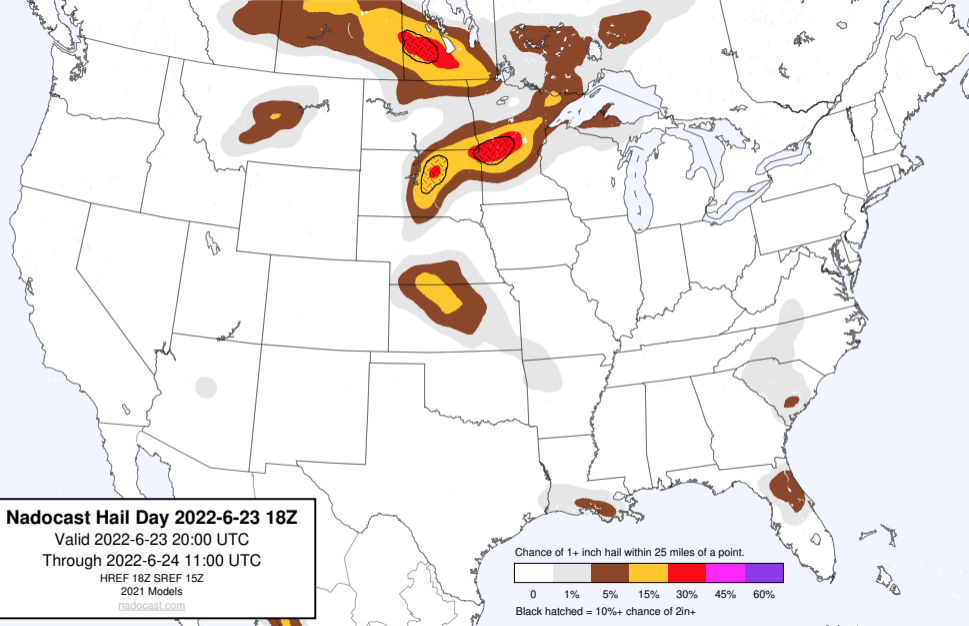 Nadocast Hail Day 2022-6-23 18Z
Valid 2022-6-23 20:00 UTC
Through 2022-6-24 11:00 UTC
HREF 18Z SREF 15Z
2021 Models
nadocast.com
Chance of 1+ inch hail within 25 miles of a point.
0 1% 5% 15% 30% 45% 60%
Black hatched = 10%+ chance of 2in+